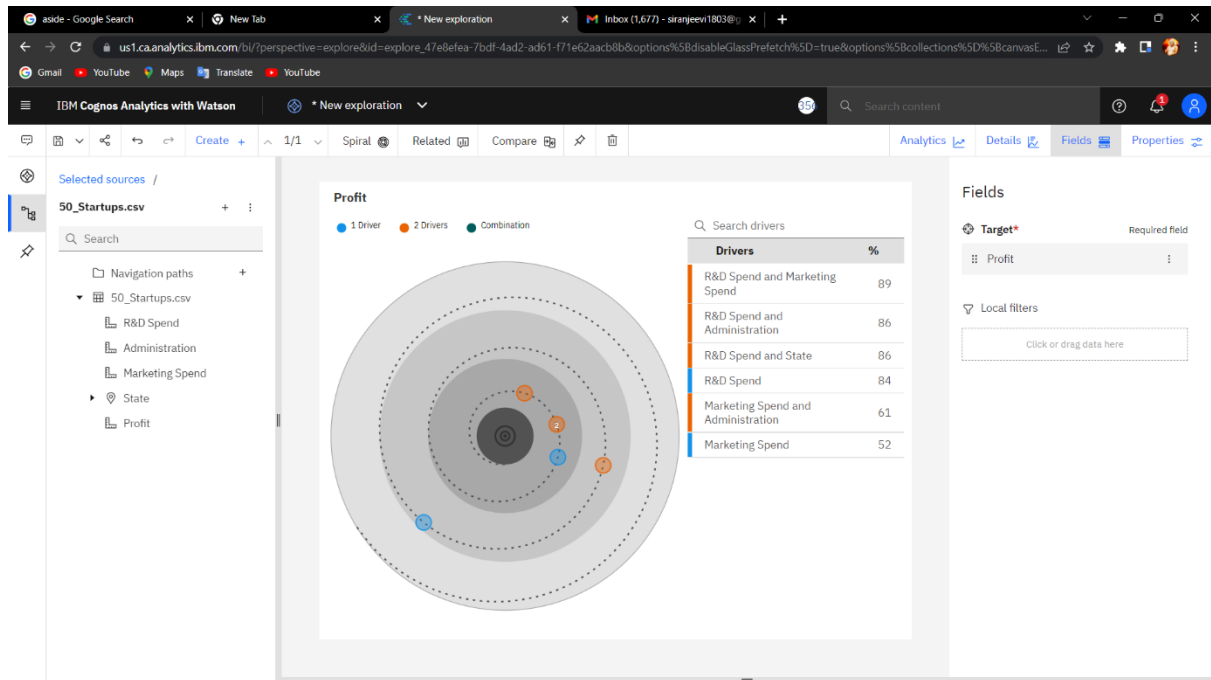 aside - Google Search
New Tab
* New exploration
Inbox (1,677) - siranjeevi1803@g
us1.ca.analytics.ibm.com/bi/?perspective=explore&id=explore_47e8efea-7bdf-4ad2-ad61-f71e62aacb8b&options%5BdisableGlassPrefetch%5D=true&options%5Bcollections%5D%5BcanvasE...
Gmail YouTube Maps Translate YouTube
IBM Cognos Analytics with Watson
* New exploration
Search content
1
Create +
1/1
Spiral
Related
Compare
Analytics
Details
Fields
Properties
Selected sources /
50_Startups.csv
Search
Navigation paths
50_Startups.csv
R&D Spend
Administration
Marketing Spend
State
Profit
Profit
1 Driver
2 Drivers
Combination
2
Search drivers
Drivers %
R&D Spend and Marketing
Spend 89
R&D Spend and
Administration 86
R&D Spend and State 86
R&D Spend 84
Marketing Spend and
Administration 61
Marketing Spend 52
Fields
Target* Required field
Profit
Local filters
Click or drag data here